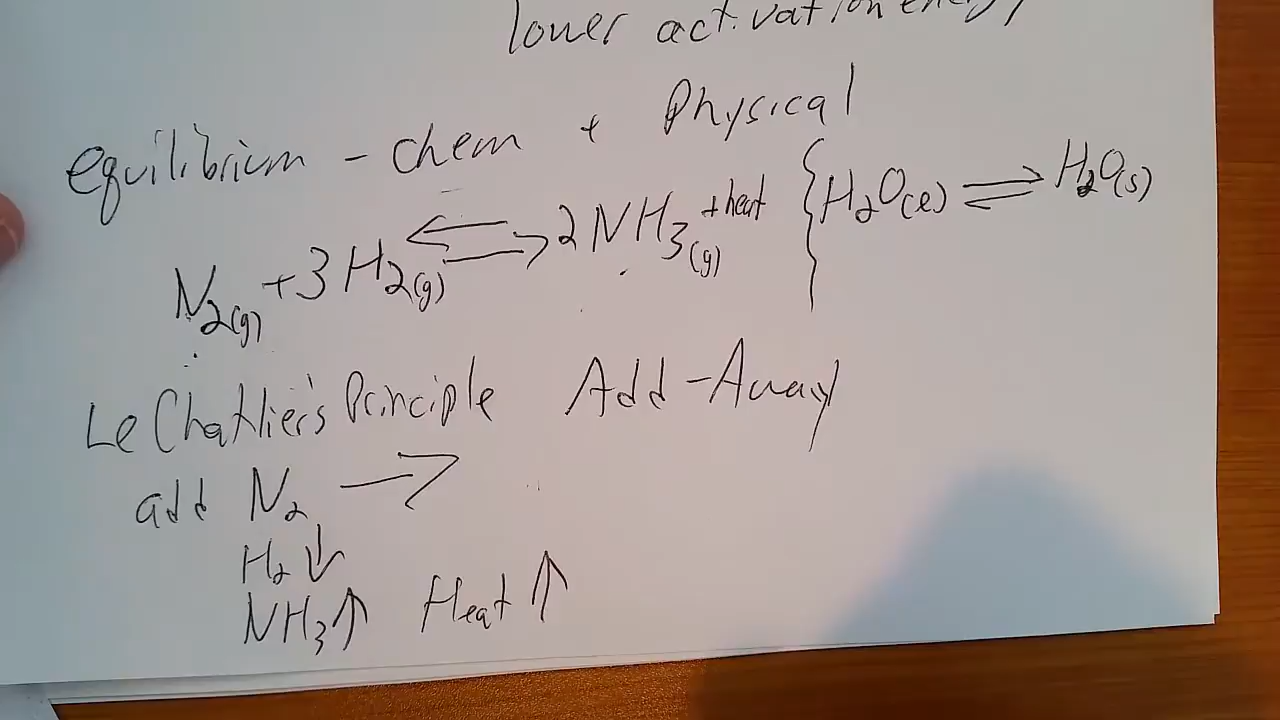 lower activation energy
equilibrium - chem + Physical
N₂(g) + 3H₂(g) ⇌ 2NH₃(g) + heat { H₂O(l) ⇌ H₂O(s)
Le Chatlier's Principle Add-Away
add N₂ →
H₂ ↓
NH₃ ↑ Heat ↑